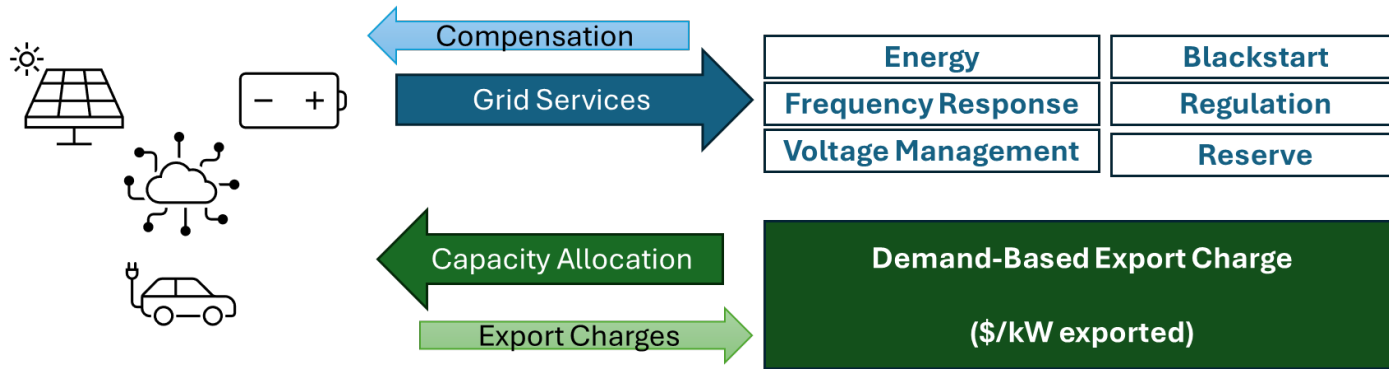 Compensation
Grid Services
Energy
Blackstart
Frequency Response
Regulation
Voltage Management
Reserve
Capacity Allocation
Export Charges
Demand-Based Export Charge
($/kW exported)